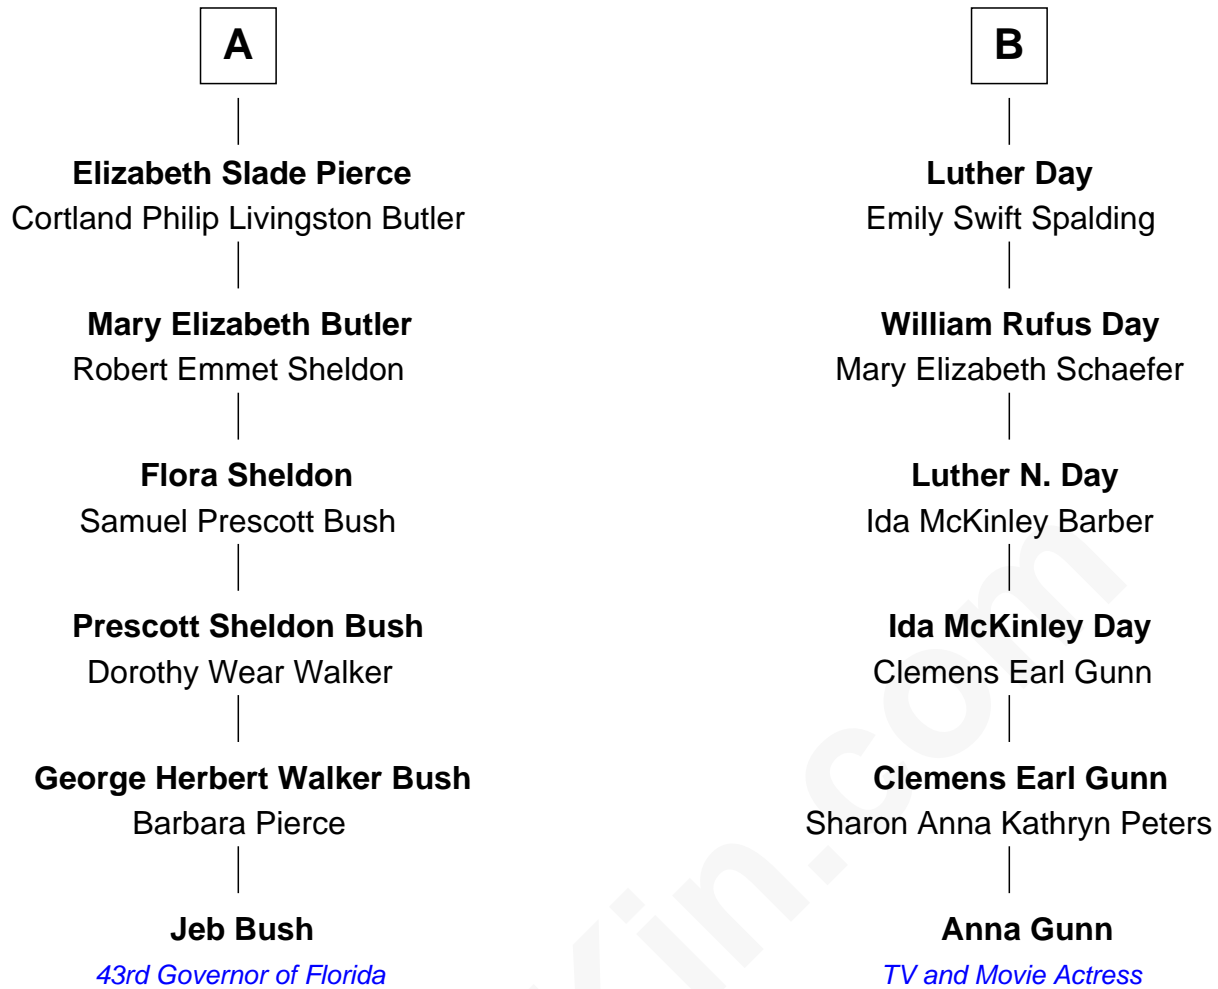 A
Elizabeth Slade Pierce
Cortland Philip Livingston Butler
Mary Elizabeth Butler
Robert Emmet Sheldon
Flora Sheldon
Samuel Prescott Bush
Prescott Sheldon Bush
Dorothy Wear Walker
George Herbert Walker Bush
Barbara Pierce
Jeb Bush
43rd Governor of Florida
B
Luther Day
Emily Swift Spalding
William Rufus Day
Mary Elizabeth Schaefer
Luther N. Day
Ida McKinley Barber
Ida McKinley Day
Clemens Earl Gunn
Clemens Earl Gunn
Sharon Anna Kathryn Peters
Anna Gunn
TV and Movie Actress